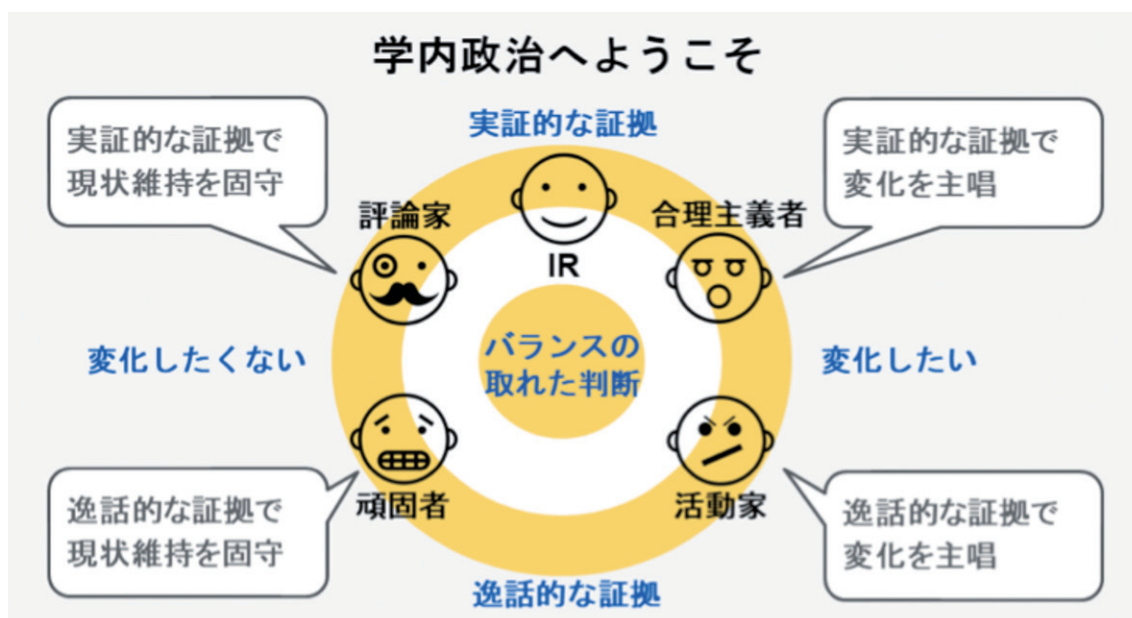 学内政治へようこそ
実証的な証拠
実証的な証拠で
現状維持を固守
実証的な証拠で
変化を主唱
評論家
合理主義者
IR
変化したくない
バランスの
取れた判断
変化したい
頑固者
活動家
逸話的な証拠で
現状維持を固守
逸話的な証拠で
変化を主唱
逸話的な証拠